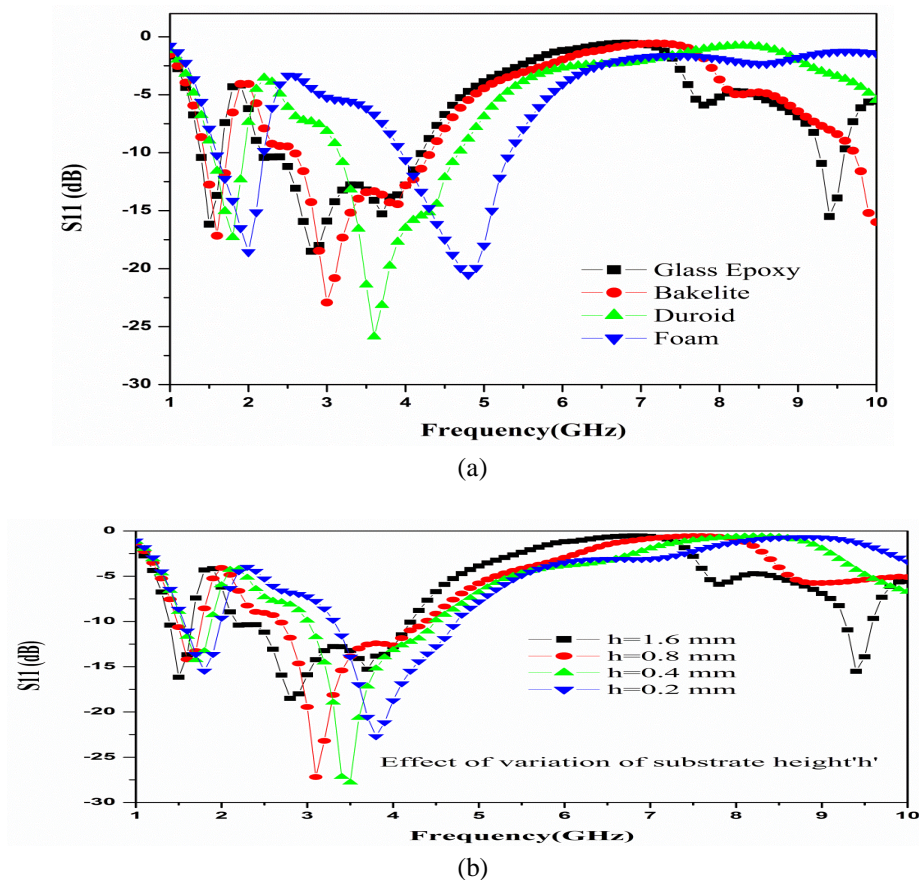 0
-5
-10
-15
-20
-25
-30
S11 (dB)
Glass Epoxy
Bakelite
Duroid
Foam
1 2 3 4 5 6 7 8 9 10
Frequency(GHz)
(a)
0
-5
-10
-15
-20
-25
-30
S11 (dB)
h=1.6 mm
h=0.8 mm
h=0.4 mm
h=0.2 mm
Effect of variation of substrate height'h'
1 2 3 4 5 6 7 8 9 10
Frequency(GHz)
(b)